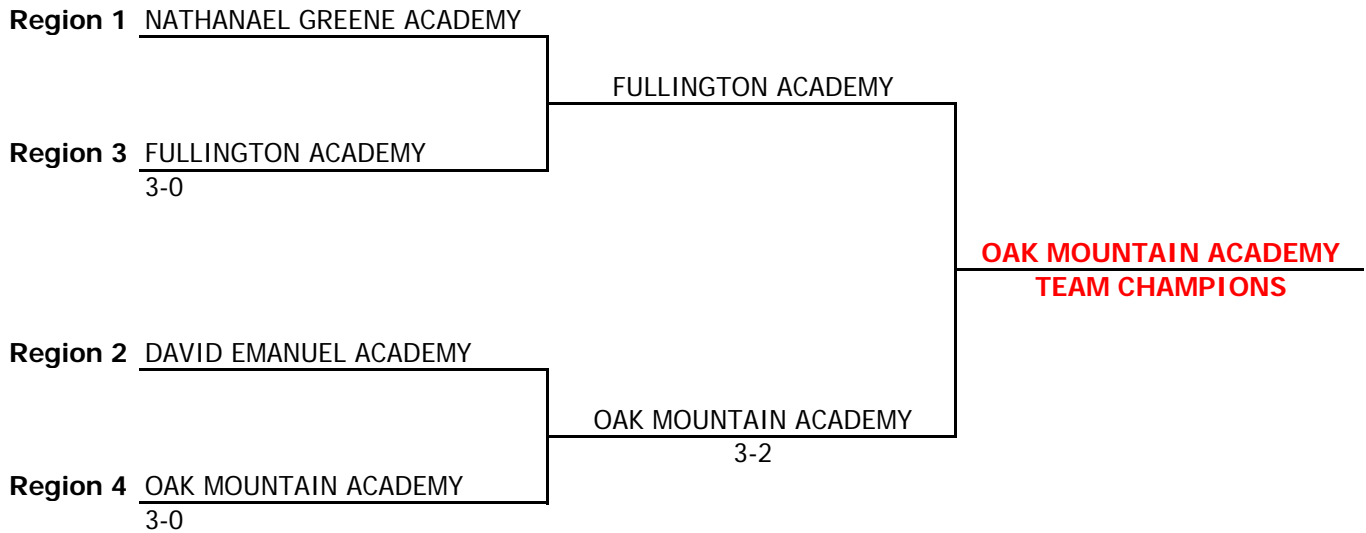 Region 1 NATHANAEL GREENE ACADEMY
FULLINGTON ACADEMY
Region 3 FULLINGTON ACADEMY
3-0
OAK MOUNTAIN ACADEMY
TEAM CHAMPIONS
Region 2 DAVID EMANUEL ACADEMY
OAK MOUNTAIN ACADEMY
3-2
Region 4 OAK MOUNTAIN ACADEMY
3-0